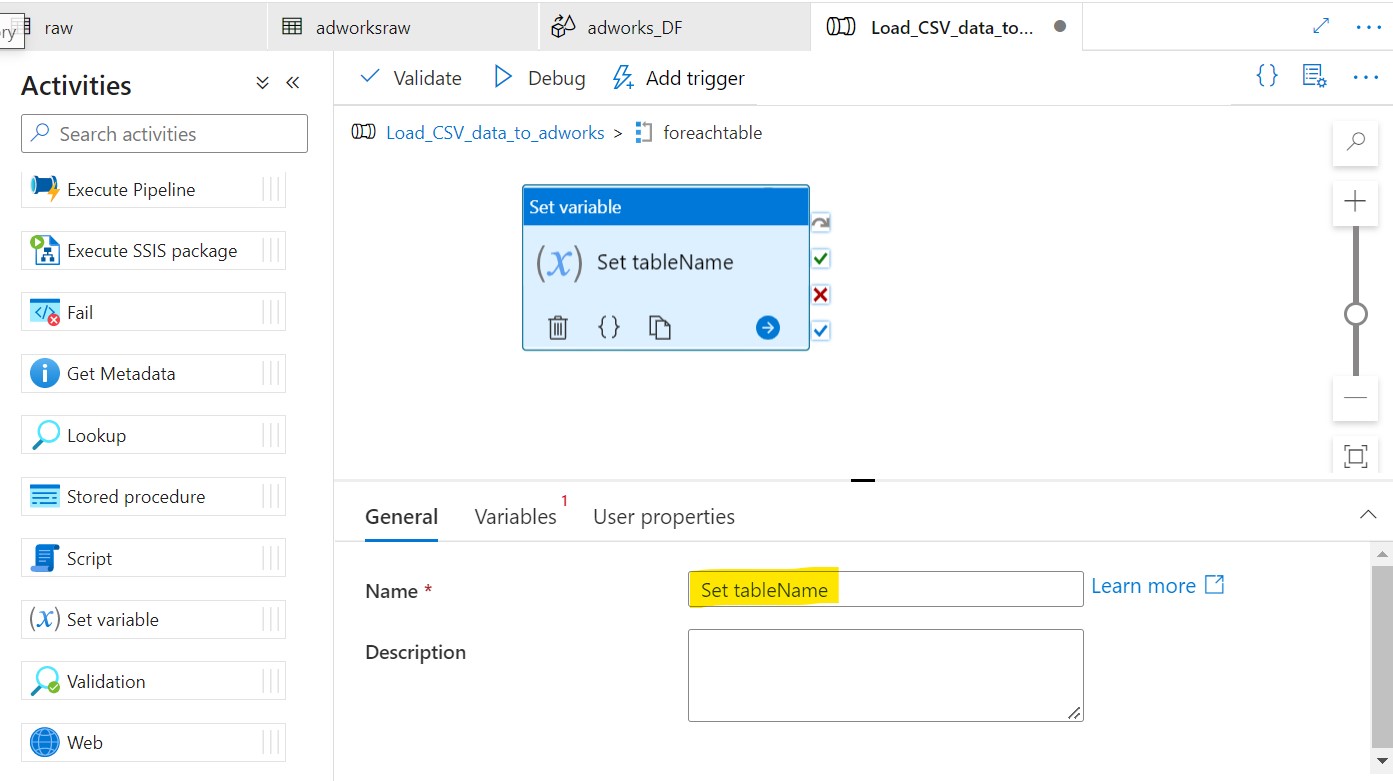 ry
raw
adworksraw
adworks_DF
Load_CSV_data_to...
Activities
Search activities
Execute Pipeline
Execute SSIS package
Fail
Get Metadata
Lookup
Stored procedure
Script
(x) Set variable
Validation
Web
Validate
Debug
Add trigger
{ }
Load_CSV_data_to_adworks > foreachtable
Set variable
(x) Set tableName
{ }
General
Variables 1
User properties
Name *
Set tableName
Learn more
Description